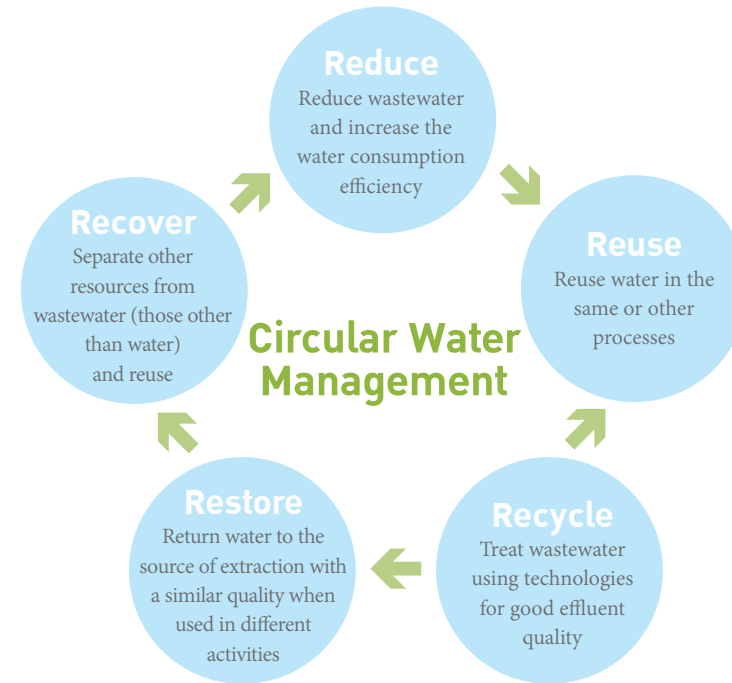 Reduce
Reduce wastewater
and increase the
water consumption
efficiency
Reuse
Reuse water in the
same or other
processes
Recycle
Treat wastewater
using technologies
for good effluent
quality
Restore
Return water to the
source of extraction with
a similar quality when
used in different
activities
Recover
Separate other
resources from
wastewater (those other
than water)
and reuse
Circular Water
Management